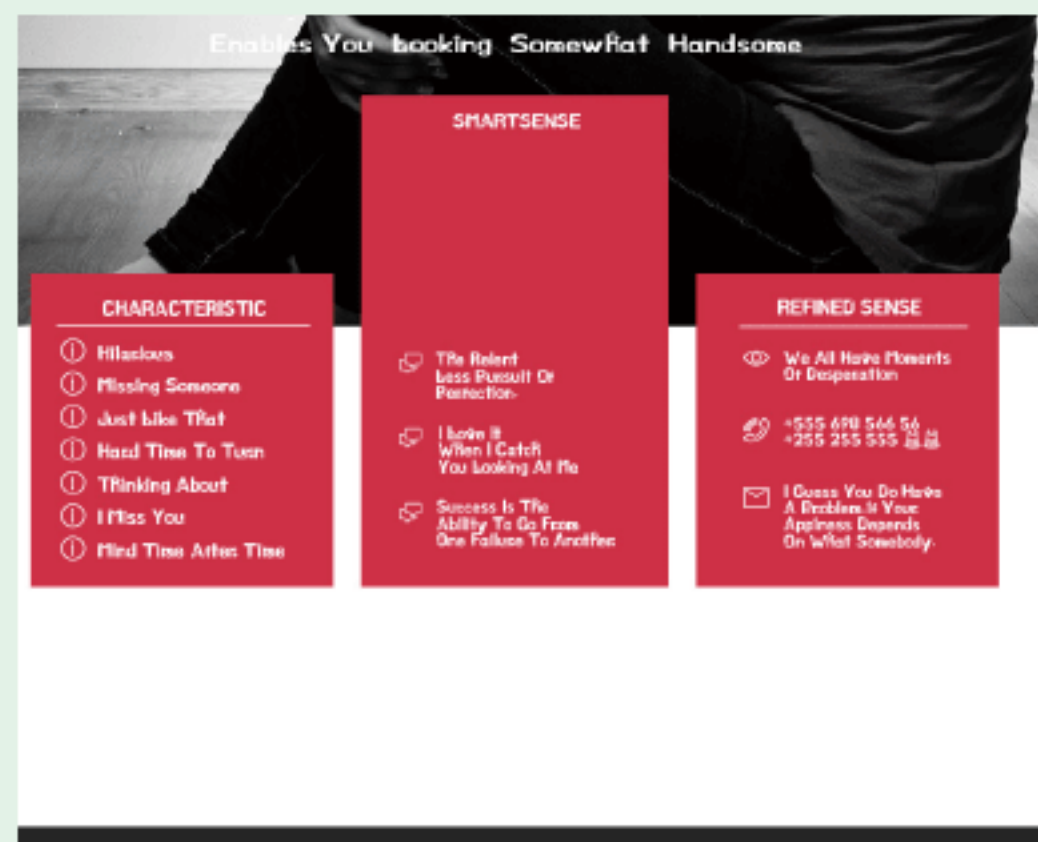 Enables You Looking Somewhat Handsome
SMARTSENSE
CHARACTERISTIC
Hilarious
Missing Someone
Just Like That
Hard Time To Turn
Thinking About
I Miss You
Mind Time After Time
The Relent
Less Pursuit Of
Perfection.
I Love It
When I Catch
You Looking At Me
Success Is The
Ability To Go From
One Failure To Another
REFINED SENSE
We All Have Moments
Of Desperation
+555 698 566 56
+255 255 555
I Guess You Do Have
A Problem If Your
Appiness Depends
On What Somebody.